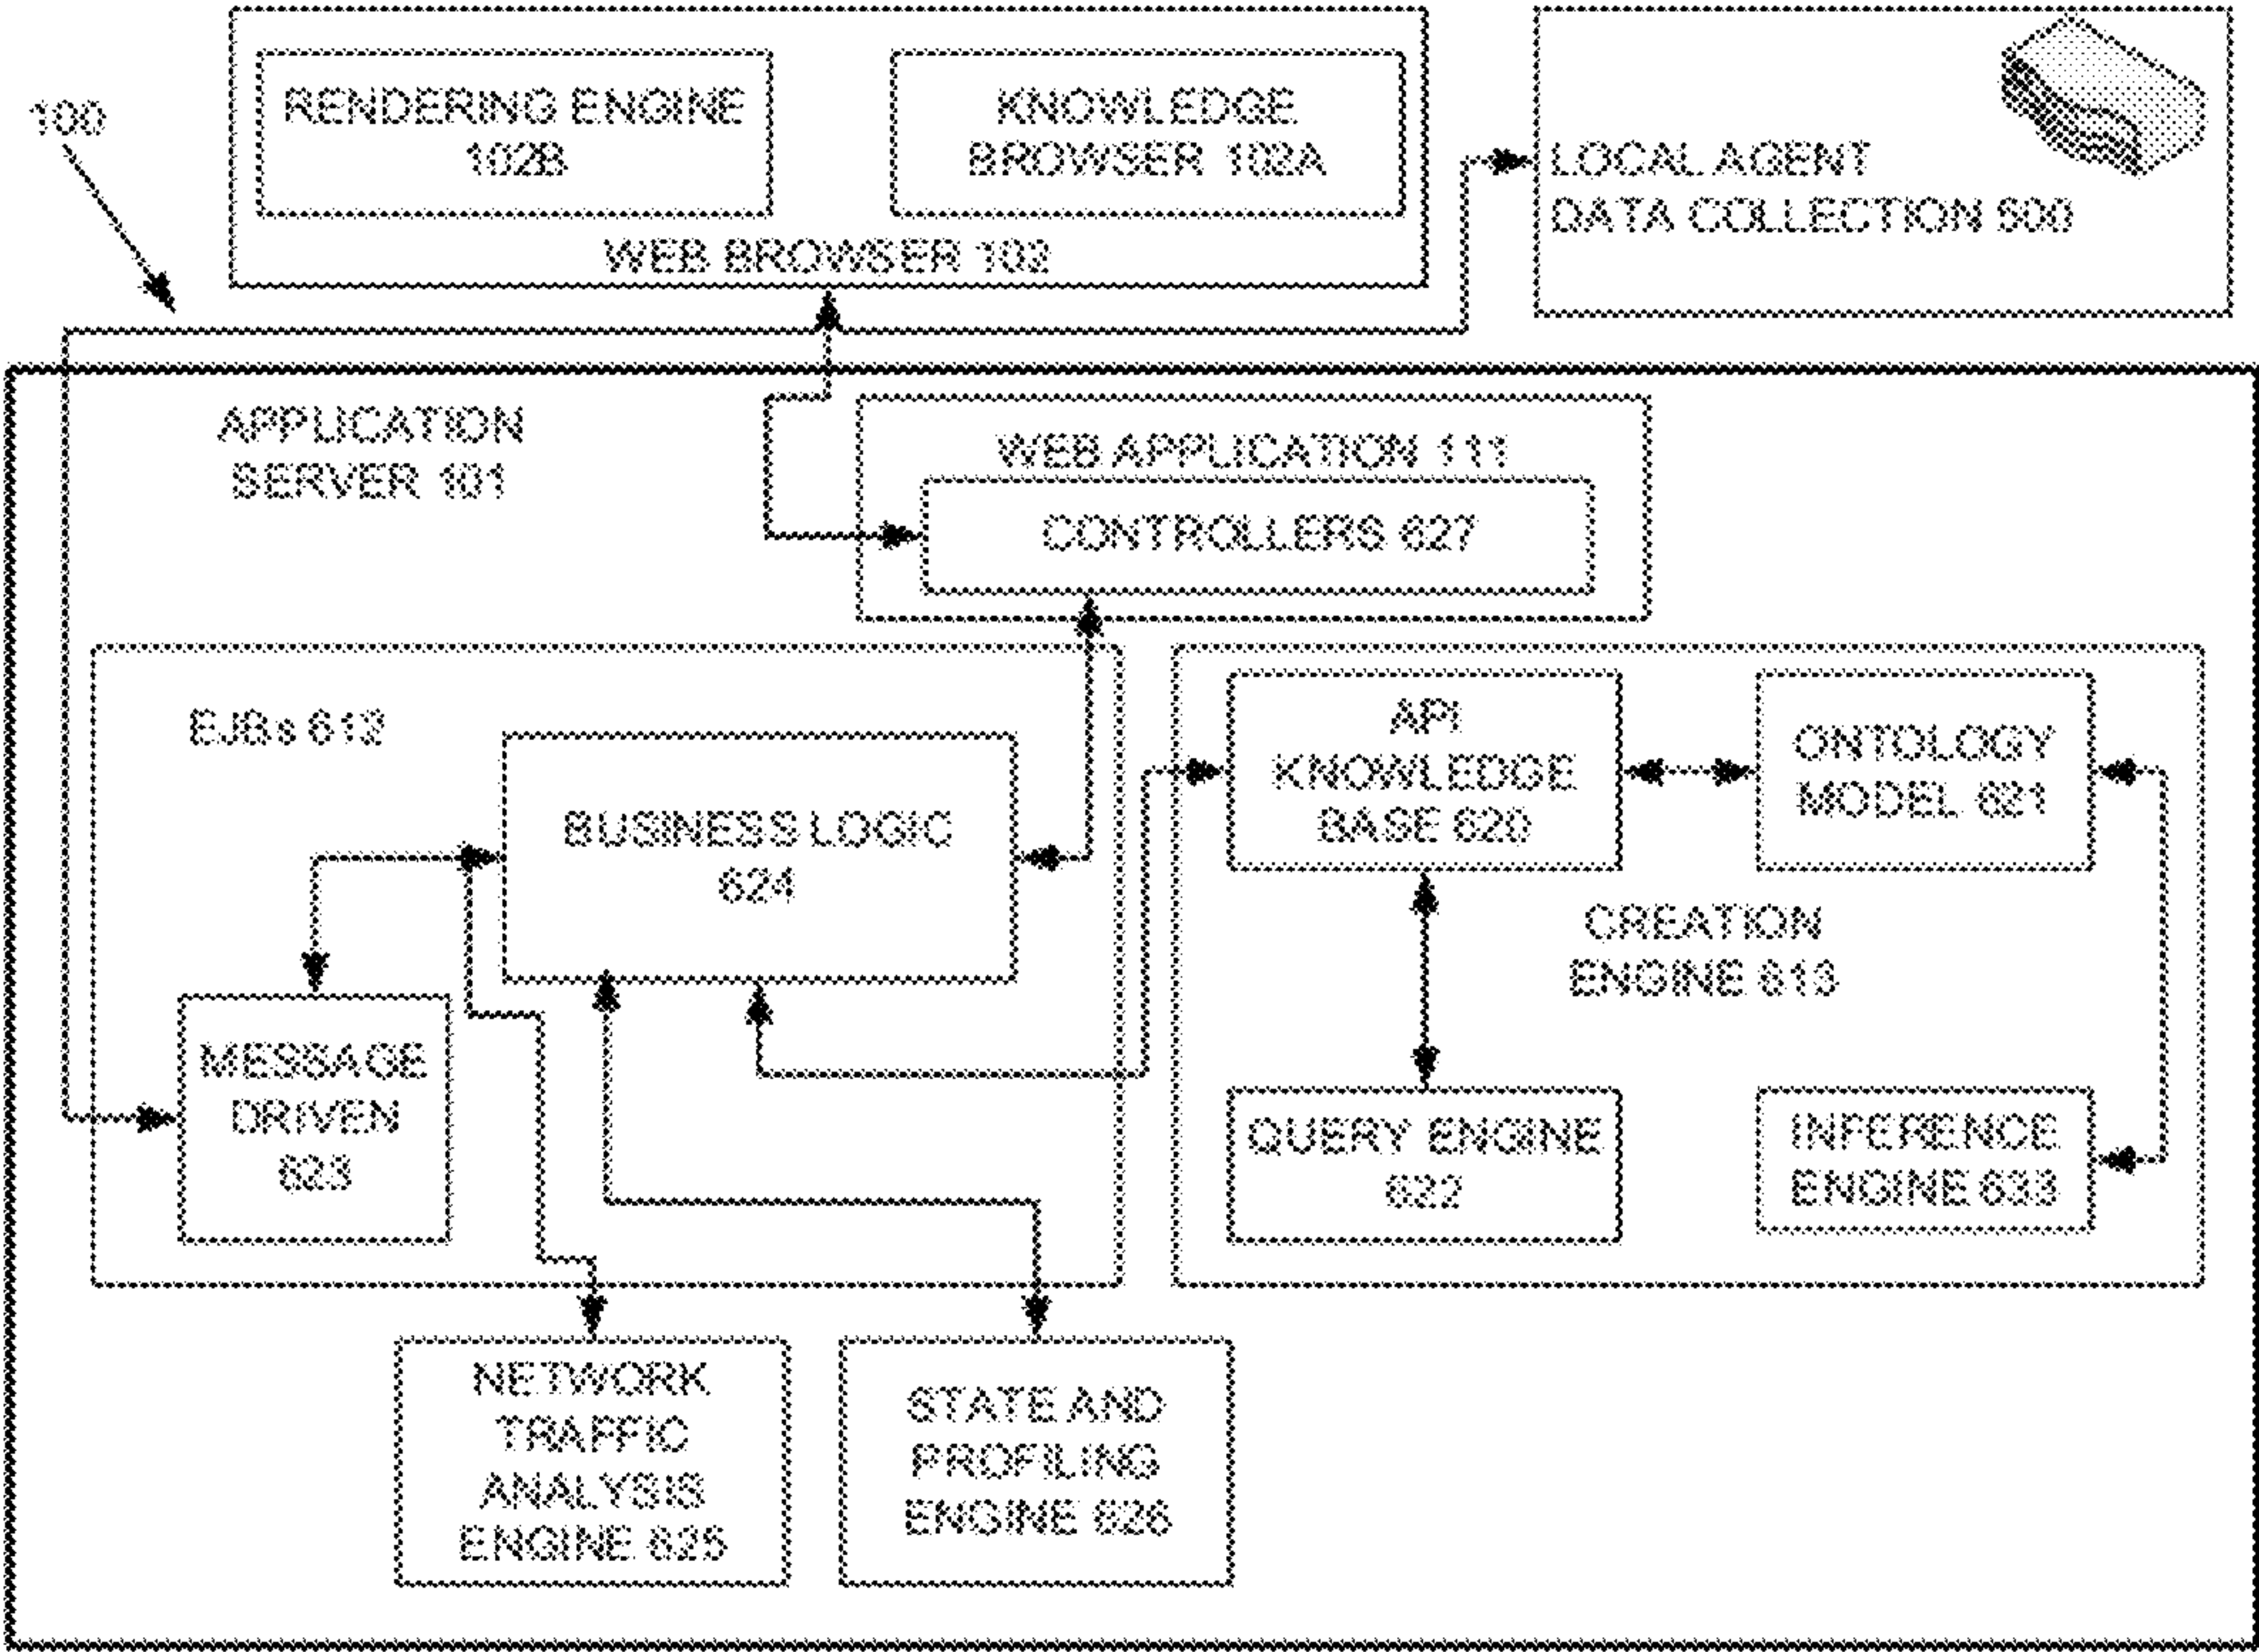 100
RENDERING ENGINE
102B
KNOWLEDGE
BROWSER 102A
WEB BROWSER 102
LOCAL AGENT
DATA COLLECTION 500
APPLICATION
SERVER 101
WEB APPLICATION 111
CONTROLLERS 627
EJBs 612
BUSINESS LOGIC
624
MESSAGE
DRIVEN
623
API
KNOWLEDGE
BASE 620
ONTOLOGY
MODEL 621
CREATION
ENGINE 613
QUERY ENGINE
622
INFERENCE
ENGINE 633
NETWORK
TRAFFIC
ANALYSIS
ENGINE 625
STATE AND
PROFILING
ENGINE 626